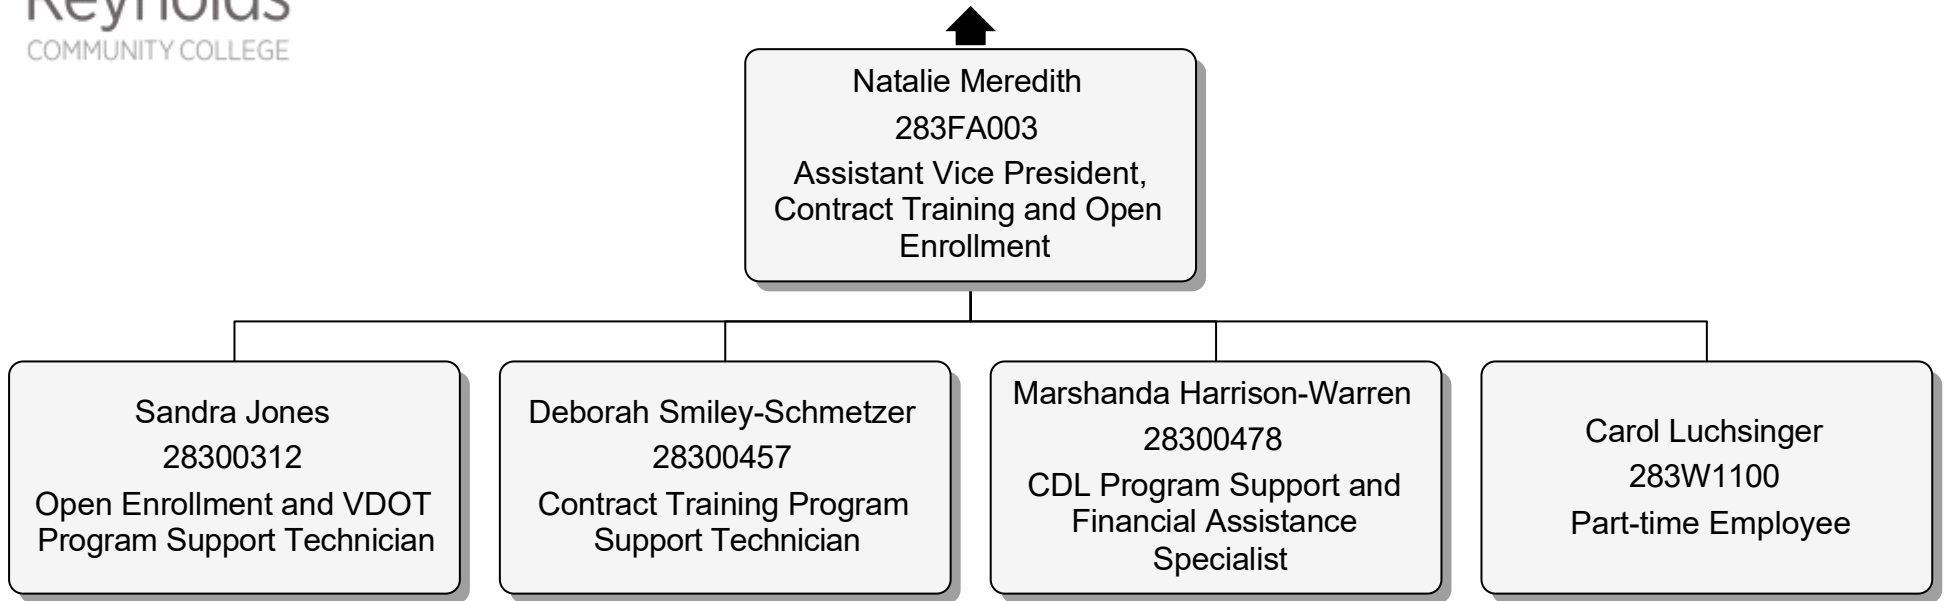 Reynolds
COMMUNITY COLLEGE
Natalie Meredith
283FA003
Assistant Vice President,
Contract Training and Open
Enrollment
Sandra Jones
28300312
Open Enrollment and VDOT
Program Support Technician
Deborah Smiley-Schmetzer
28300457
Contract Training Program
Support Technician
Marshanda Harrison-Warren
28300478
CDL Program Support and
Financial Assistance
Specialist
Carol Luchsinger
283W1100
Part-time Employee